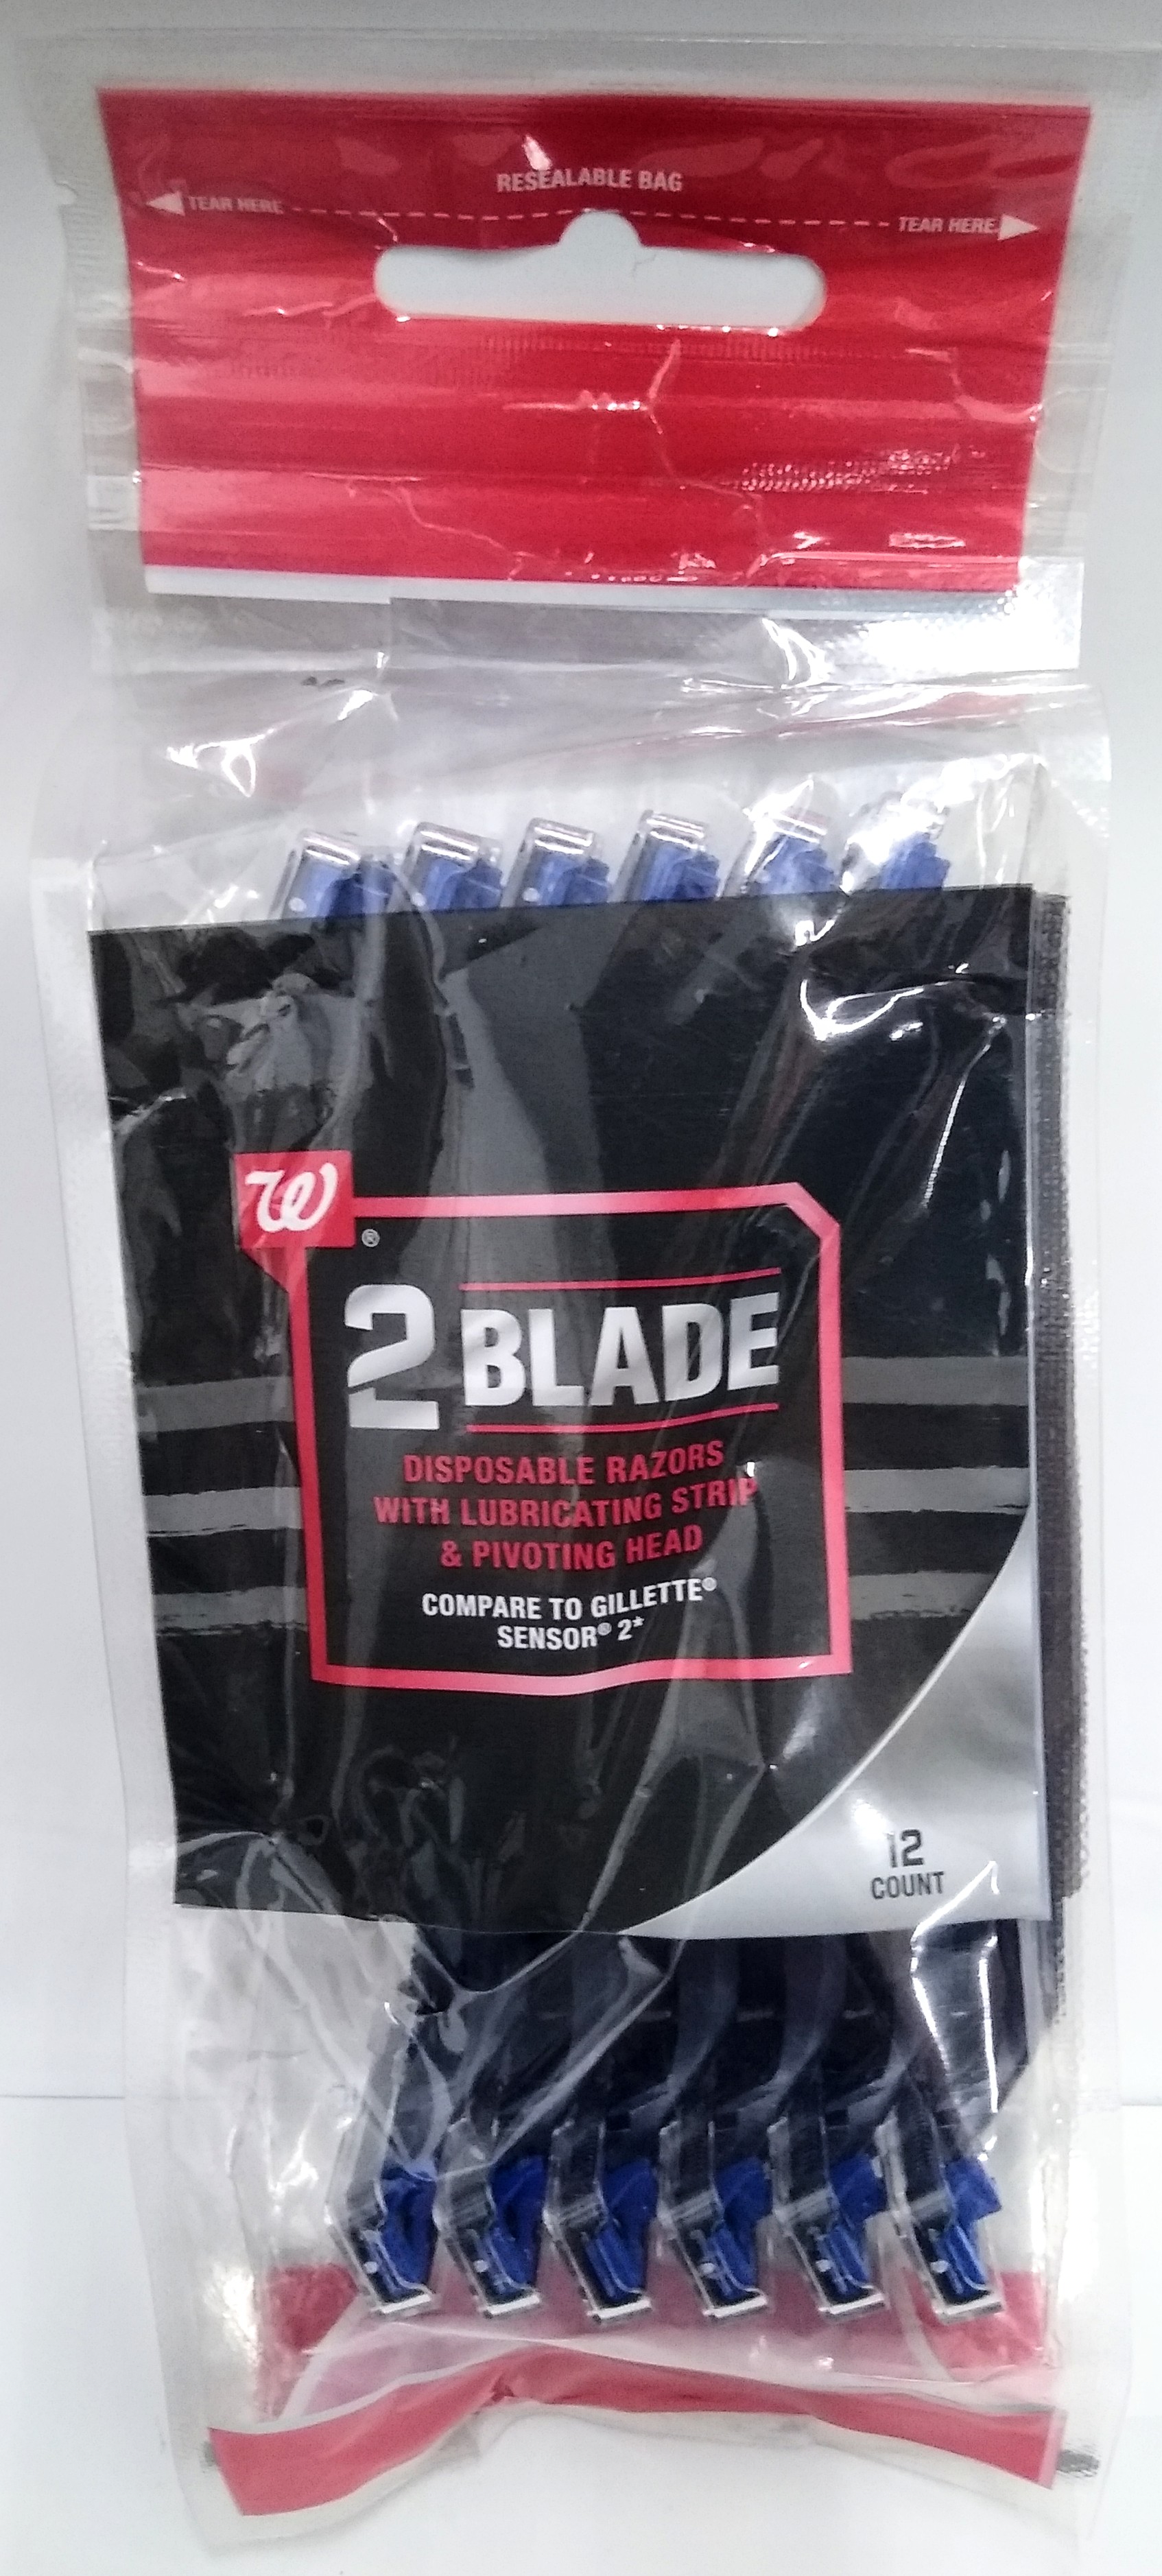 RESEALABLE BAG
TEAR HERE TEAR HERE
W®
2 BLADE
DISPOSABLE RAZORS
WITH LUBRICATING STRIP
& PIVOTING HEAD
COMPARE TO GILLETTE®
SENSOR® 2*
12
COUNT